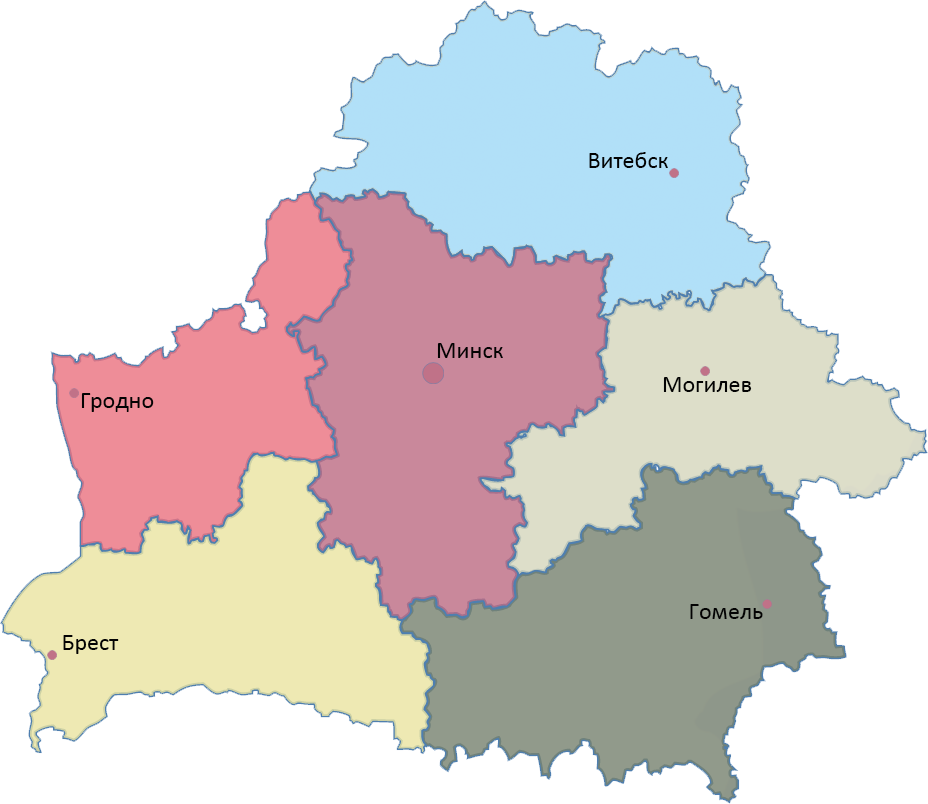 Витебск
Минск
Могилев
Гродно
Гомель
Брест